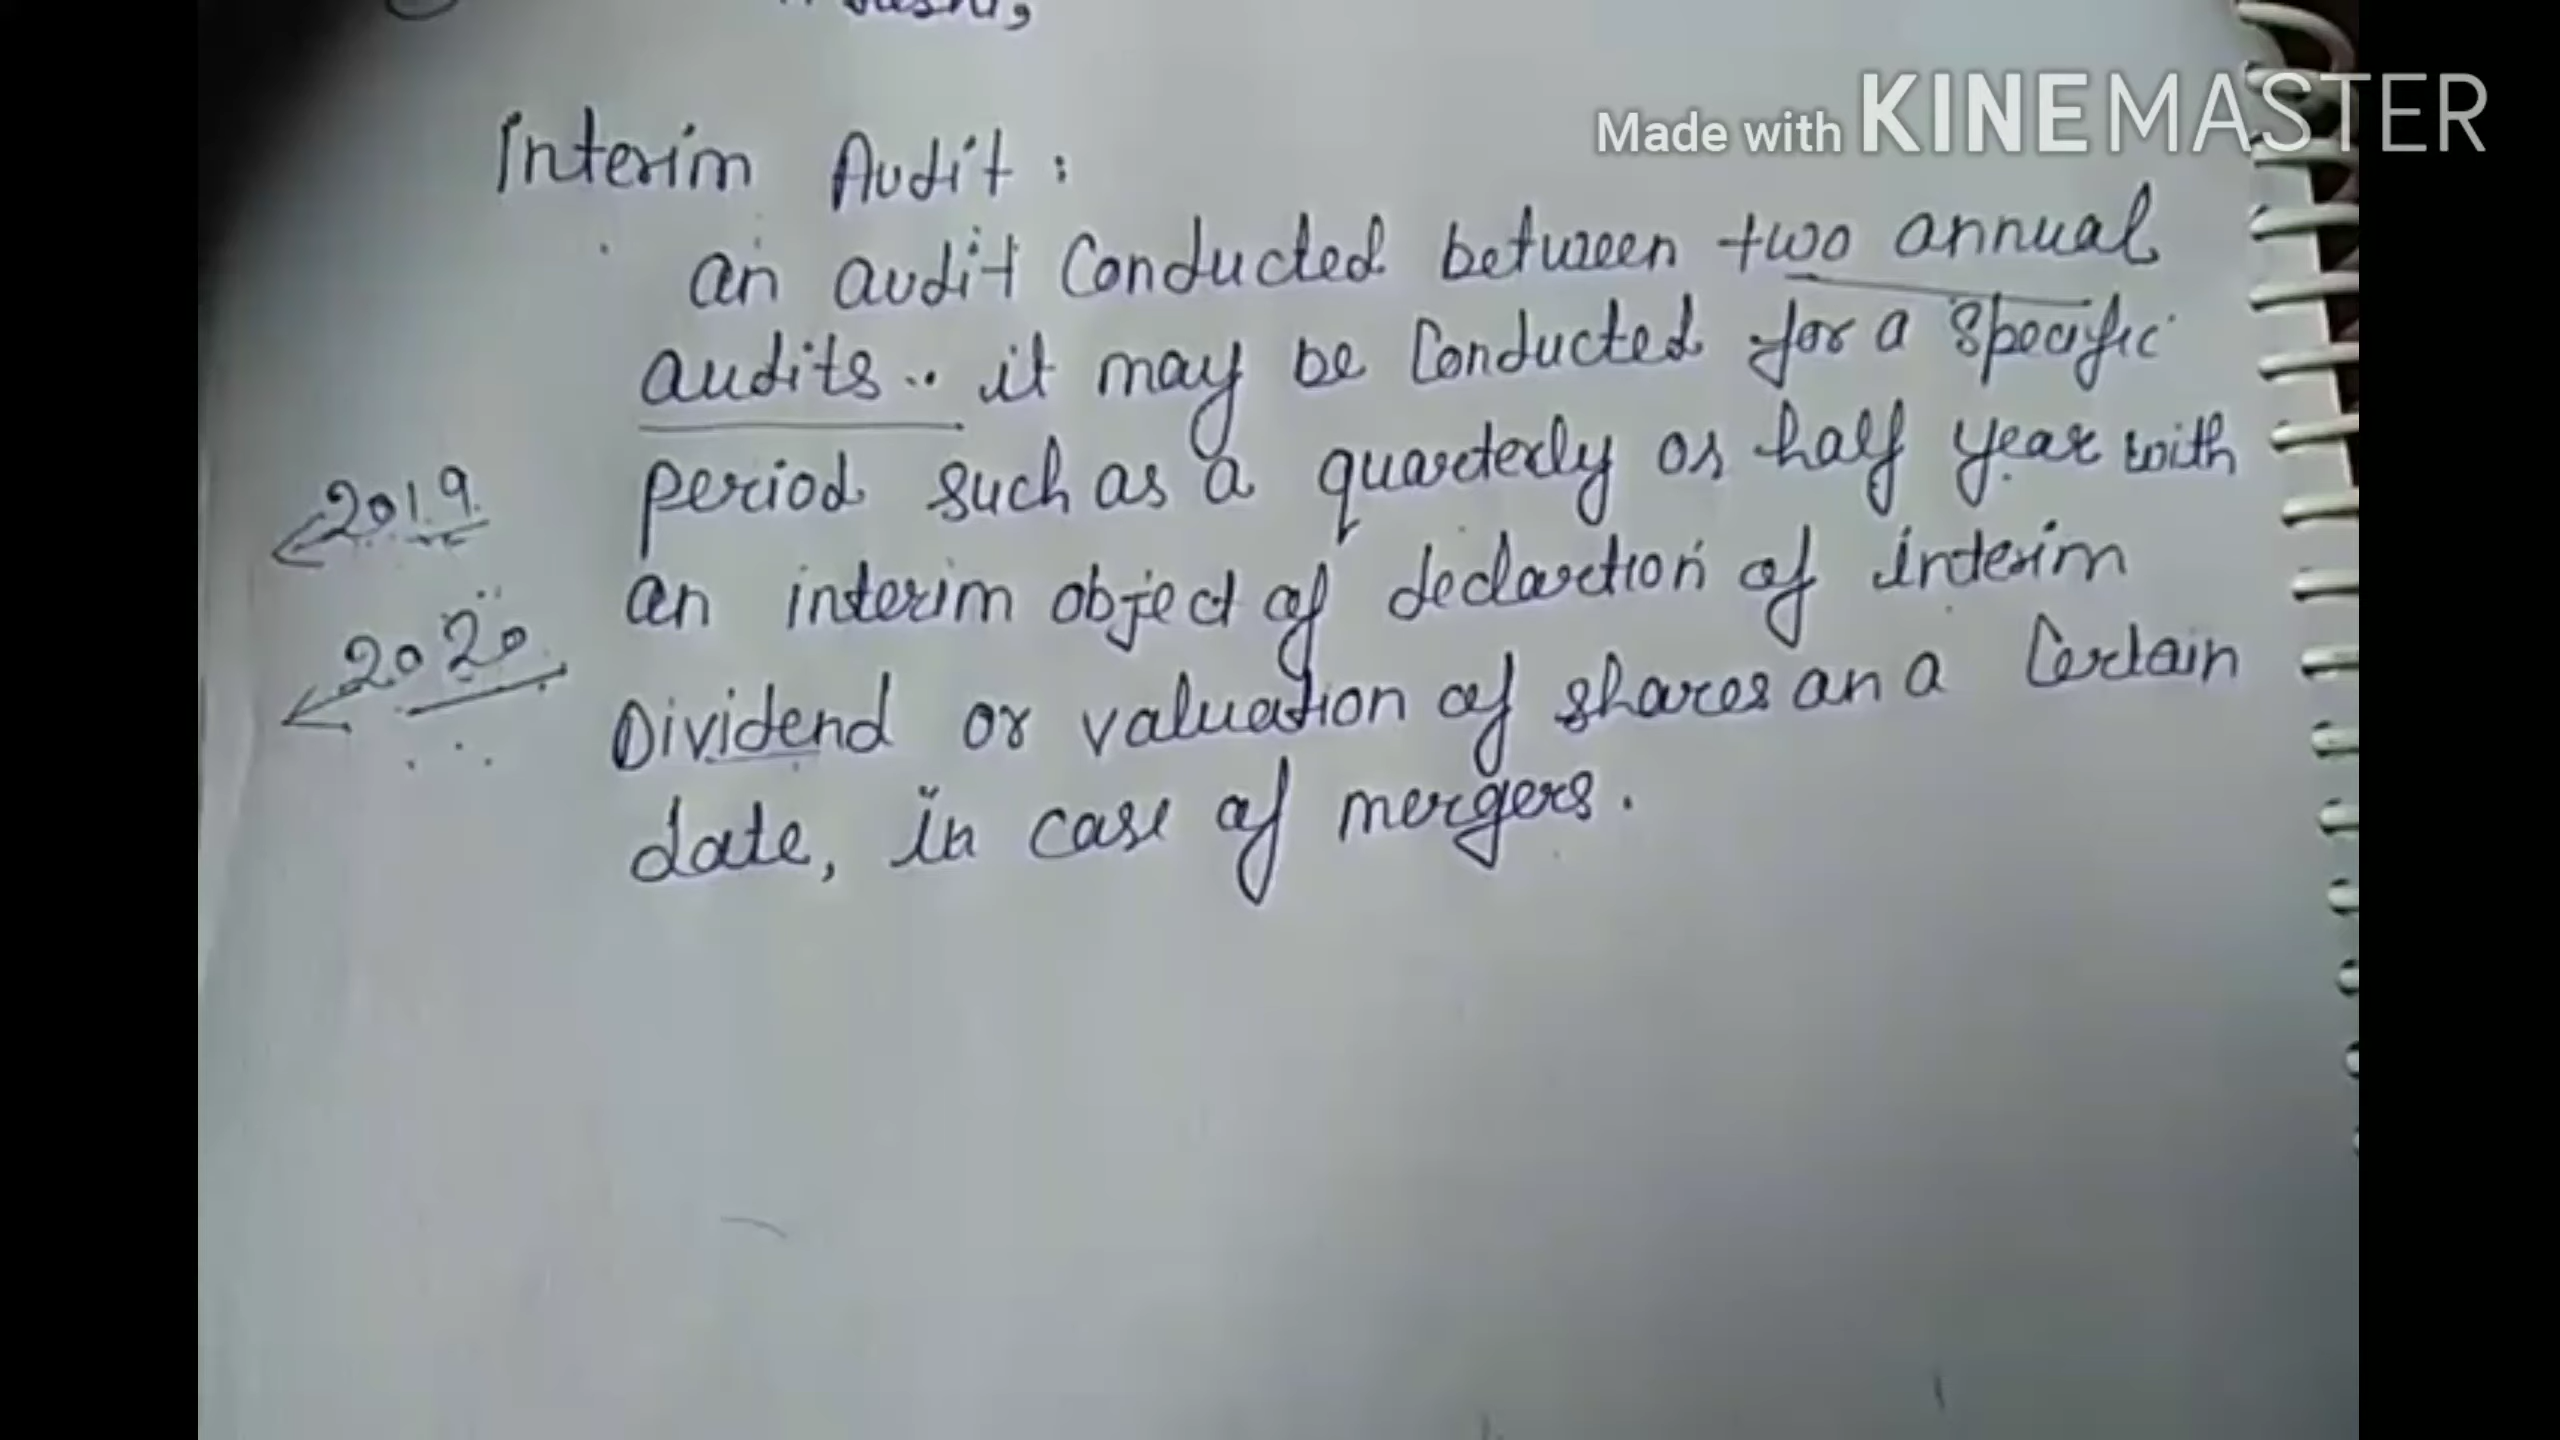 Made with KINEMASTER
Interim Audit :
an audit Conducted between two annual
audits.. it may be Conducted for a specific
period such as a quarterly or half year with
an interim object of declartion of interim
Dividend or valuation of shares an a Certain
date, in case of mergers.
2019
2020